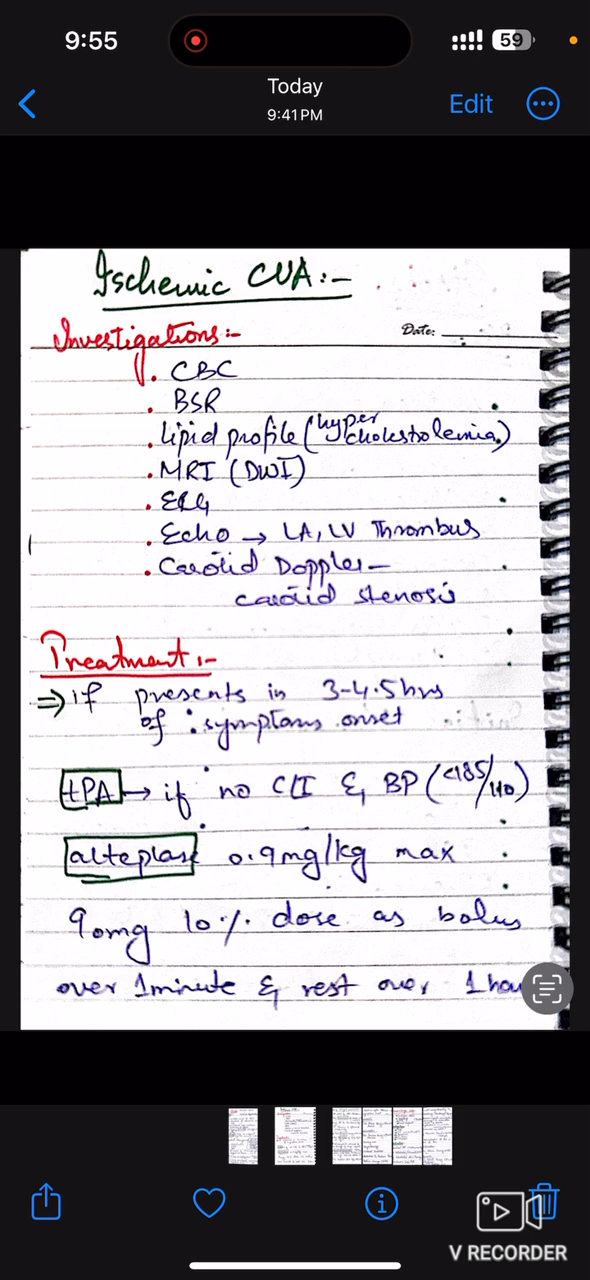 9:55
59
Today
Edit
9:41 PM
Ischemic CVA:-
Investigations:-
Date:
. CBC
. BSR
. Lipid profile (hyper cholestrolemia)
. MRI (DWI)
. ECG
. Echo → LA, LV Thrombus
. Carotid Doppler -
carotid stenosis
Treatment:-
⇒ if presents in 3-4.5hrs
of symptoms onset
tPA → if no C/I & BP (<185/110)
alteplase 0.9mg/kg max
90mg 10% dose as bolus
over 1minute & rest over 1 hou
V RECORDER